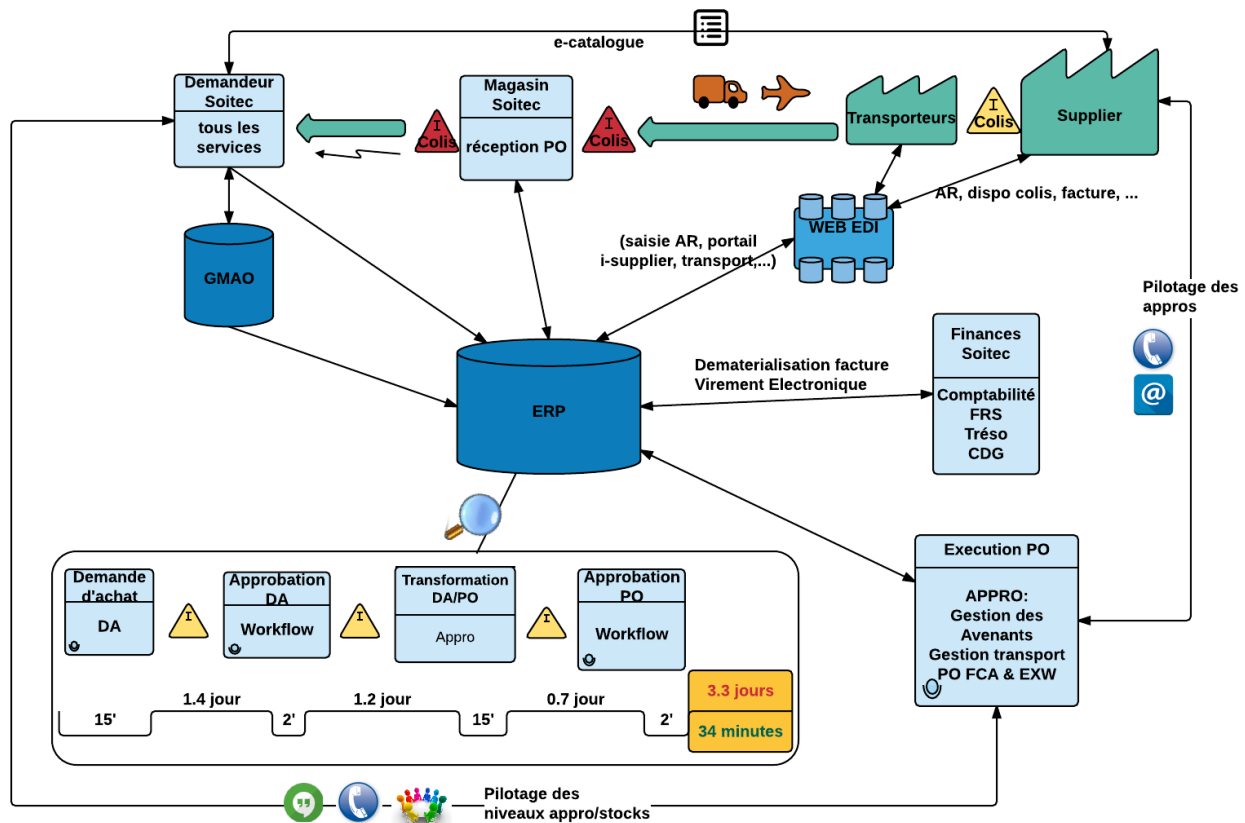 e-catalogue
Demandeur
Soitec
tous les
services
Magasin
Soitec
réception PO
I
Colis
I
Colis
Transporteurs
I
Colis
Supplier
AR, dispo colis, facture, ...
WEB EDI
(saisie AR, portail
i-supplier, transport,...)
GMAO
Pilotage des
appros
@
Finances
Soitec
Comptabilité
FRS
Tréso
CDG
Dematerialisation facture
Virement Electronique
ERP
Execution PO
APPRO:
Gestion des
Avenants
Gestion transport
PO FCA & EXW
Demande
d'achat
DA
I
Approbation
DA
Workflow
I
Transformation
DA/PO
Appro
I
Approbation
PO
Workflow
15'
1.4 jour
2'
1.2 jour
15'
0.7 jour
2'
3.3 jours
34 minutes
Pilotage des
niveaux appro/stocks